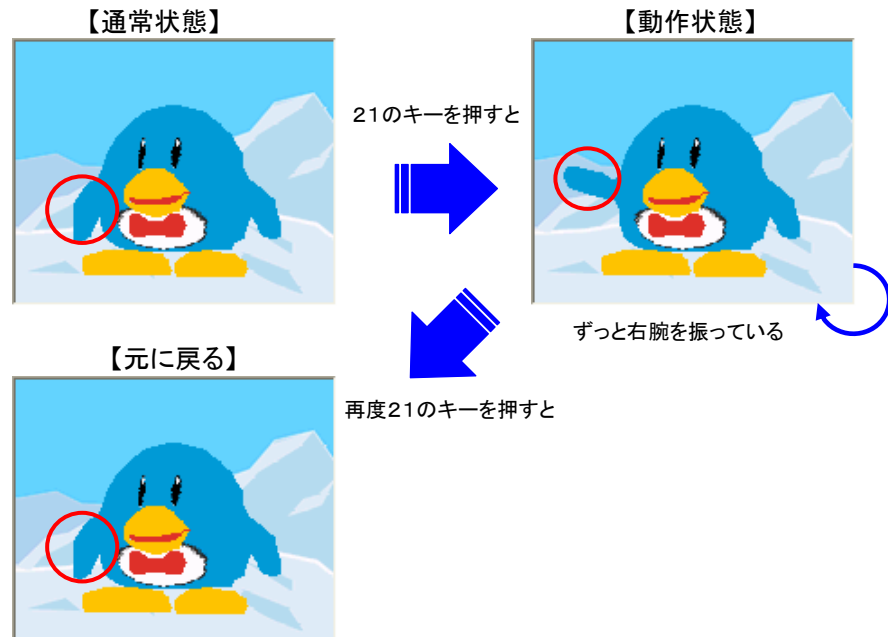 【通常状態】
【動作状態】
21のキーを押すと
ずっと右腕を振っている
【元に戻る】
再度21のキーを押すと